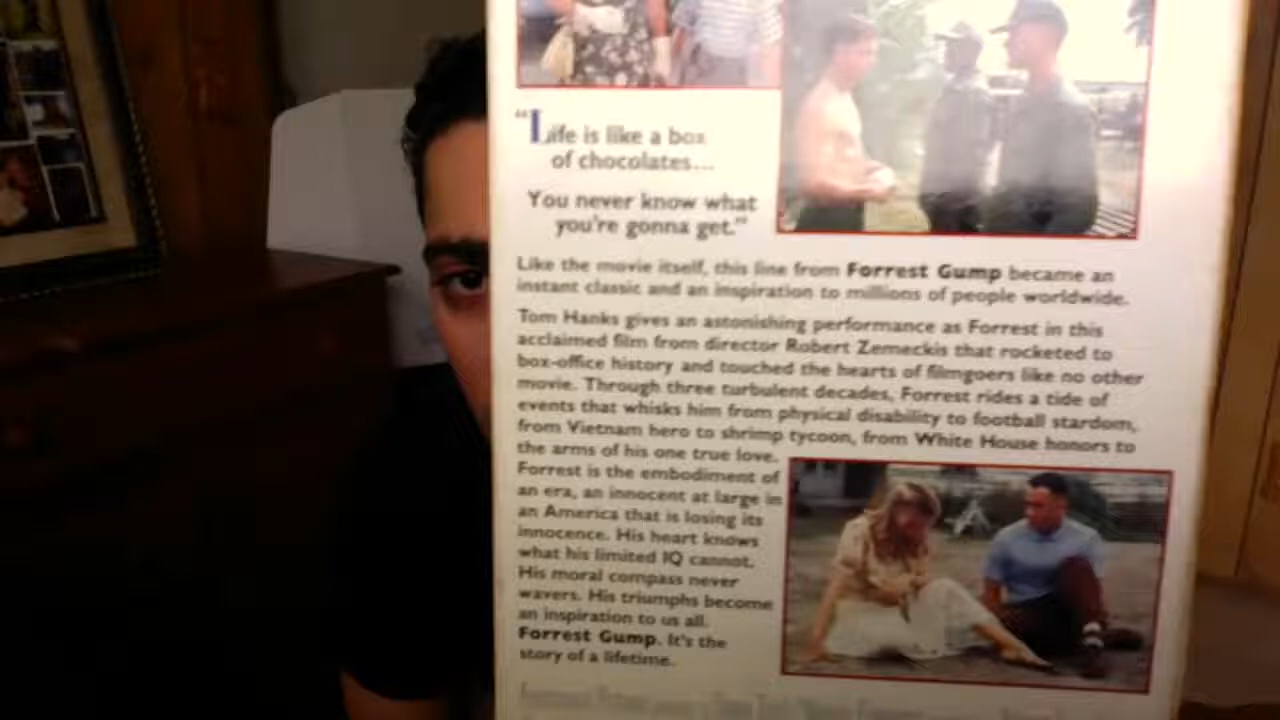 "Life is like a box
of chocolates...
You never know what
you're gonna get."
Like the movie itself, this line from Forrest Gump became an
instant classic and an inspiration to millions of people worldwide.
Tom Hanks gives an astonishing performance as Forrest in this
acclaimed film from director Robert Zemeckis that rocketed to
box-office history and touched the hearts of filmgoers like no other
movie. Through three turbulent decades, Forrest rides a tide of
events that whisks him from physical disability to football stardom,
from Vietnam hero to shrimp tycoon, from White House honors to
the arms of his one true love.
Forrest is the embodiment of
an era, an innocent at large in
an America that is losing its
innocence. His heart knows
what his limited IQ cannot.
His moral compass never
wavers. His triumphs become
an inspiration to us all.
Forrest Gump. It's the
story of a lifetime.